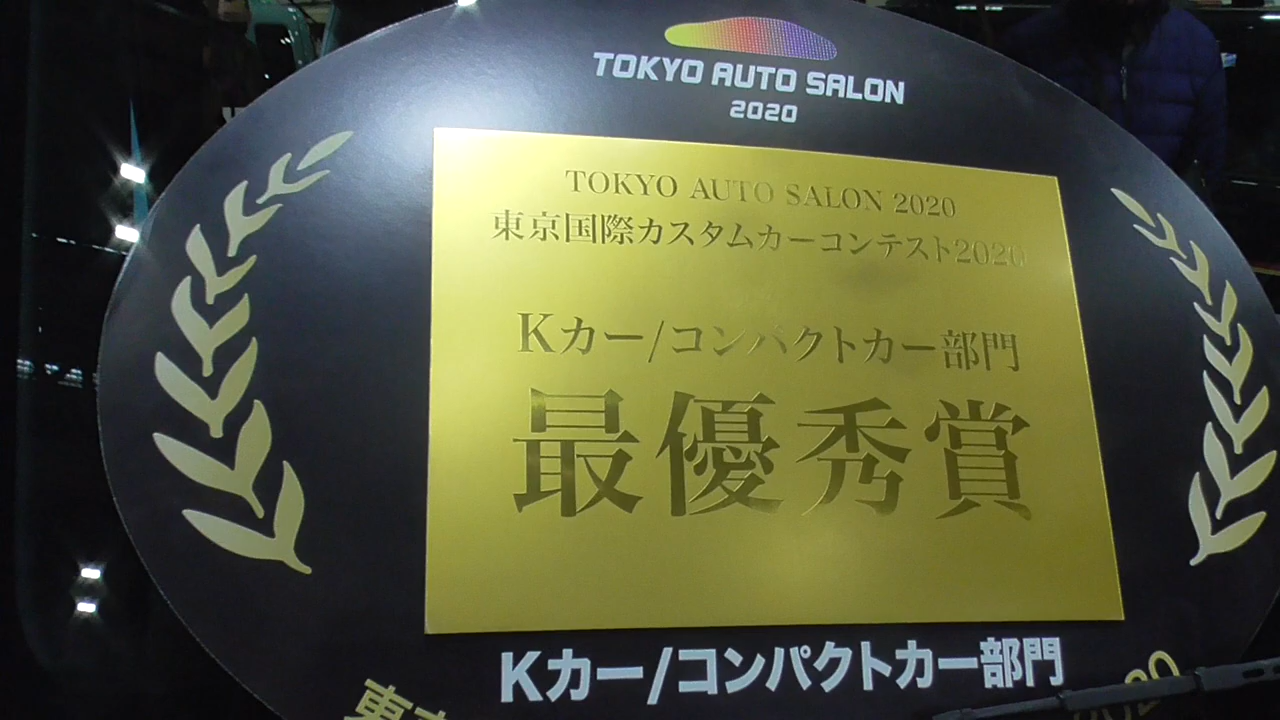 TOKYO AUTO SALON
2020
TOKYO AUTO SALON 2020
東京国際カスタムカーコンテスト2020
Kカー/コンパクトカー部門
最優秀賞
Kカー/コンパクトカー部門
東京